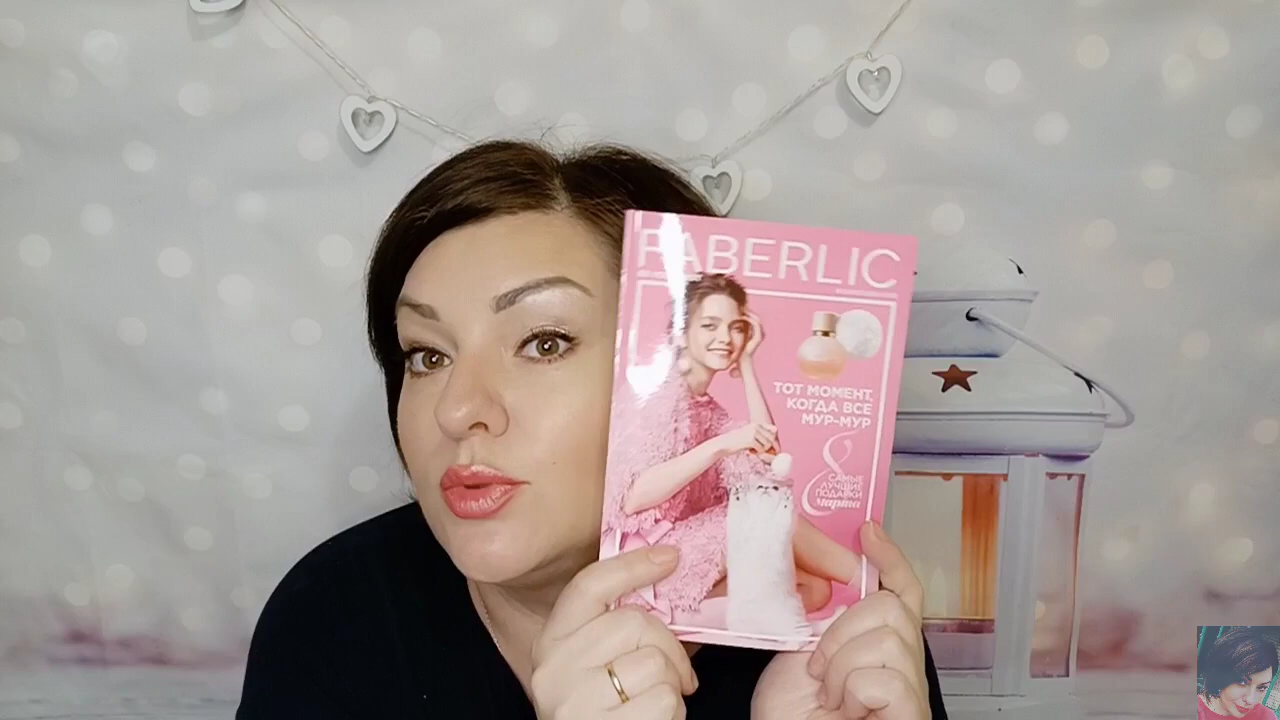 FABERLIC
ТОТ МОМЕНТ,
КОГДА ВСЕ
МУР-МУР
8
САМЫЕ
ЛУЧШИЕ
ПОДАРКИ
марта